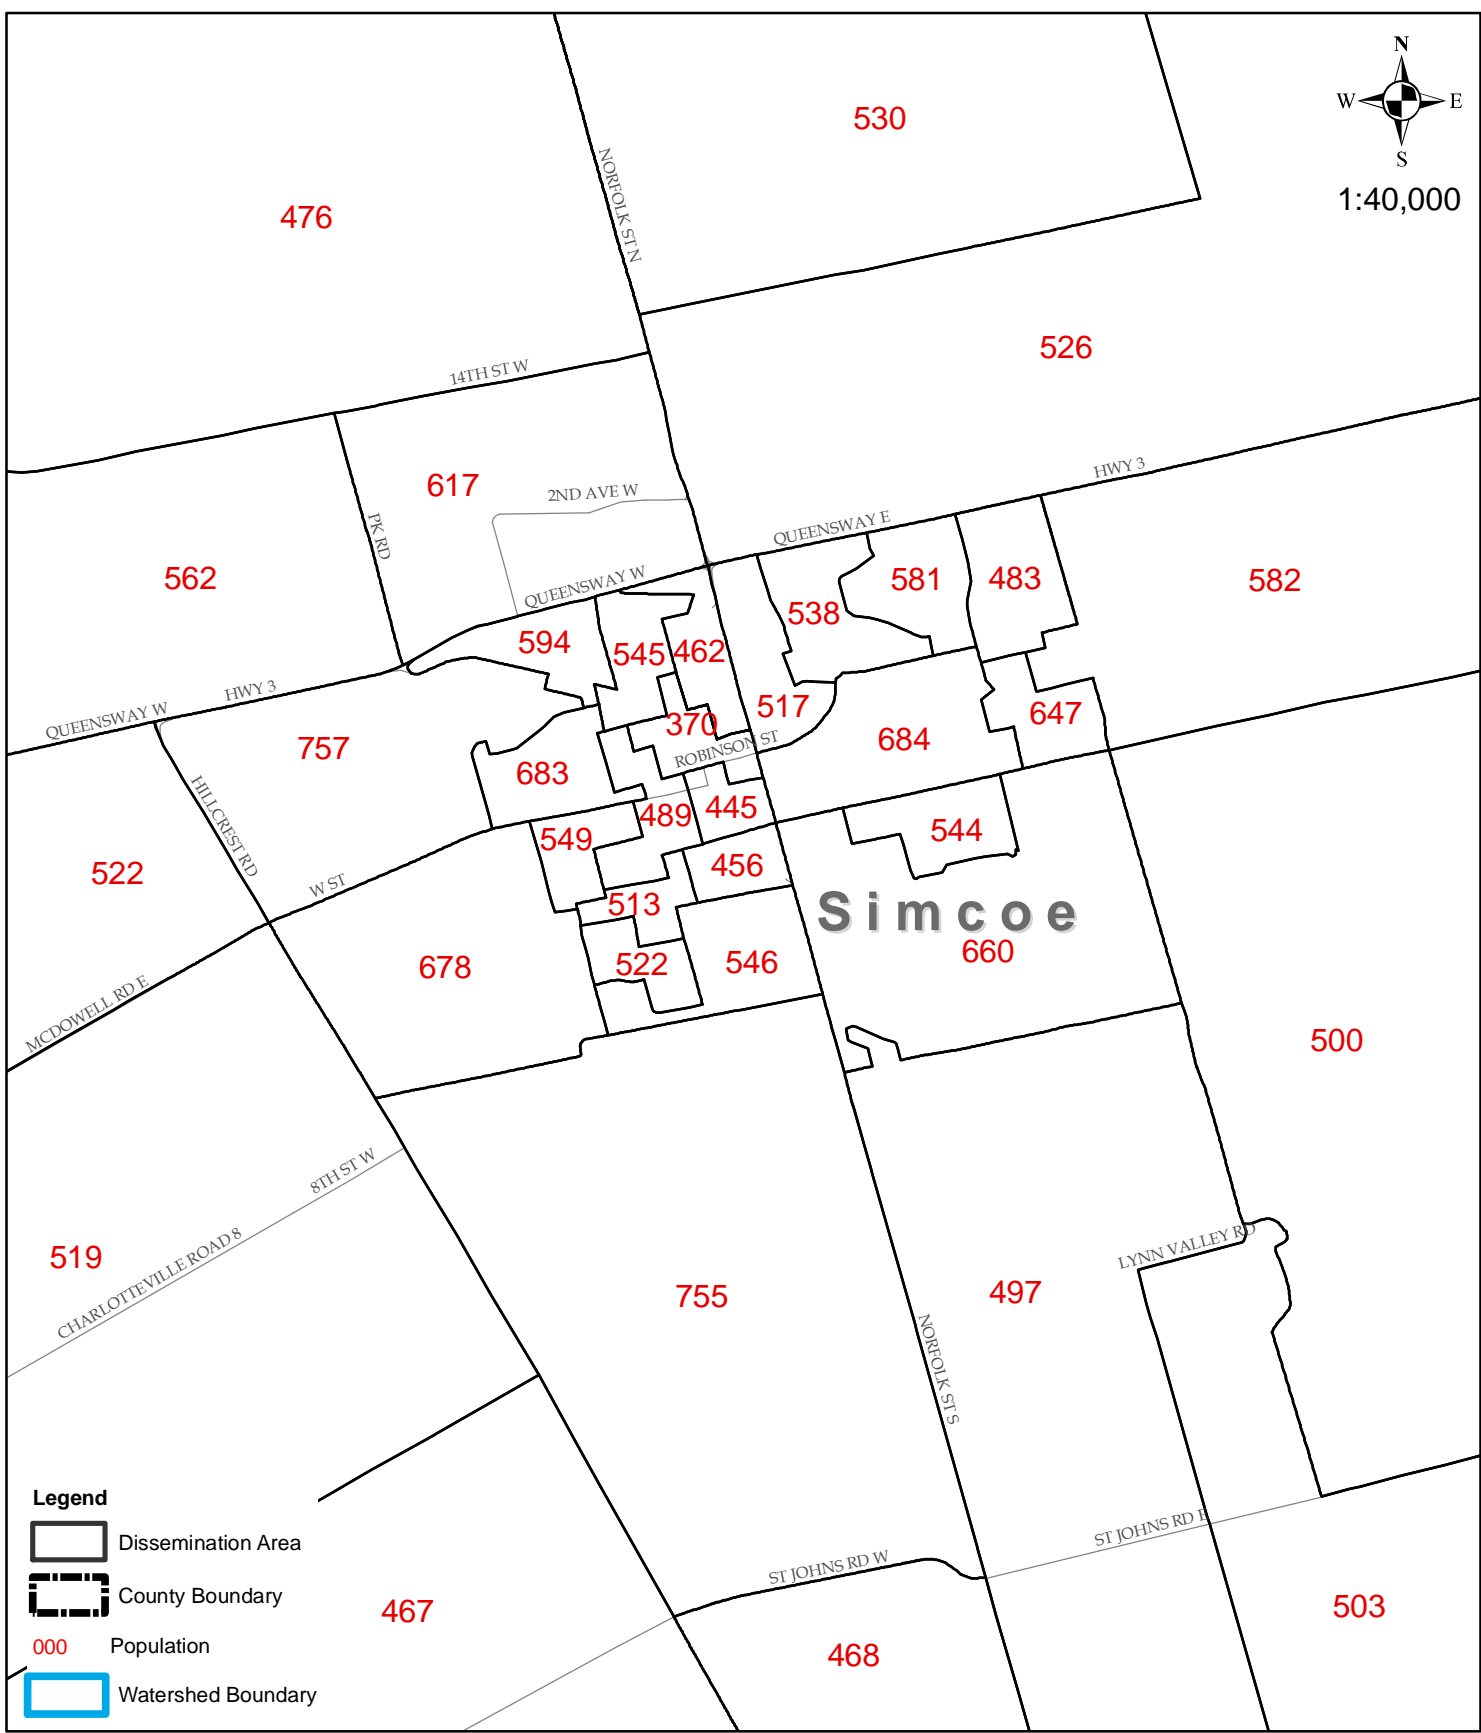 N
W
E
S
1:40,000
530
476
NORFOLK ST N
526
14TH ST W
617
2ND AVE W
HWY 3
PK RD
QUEENSWAY E
562
QUEENSWAY W
581
483
582
538
594
545
462
HWY 3
QUEENSWAY W
517
370
647
757
684
ROBINSON ST
683
HILLCREST RD
489
445
549
544
522
456
W ST
513
Simcoe
678
522
546
660
MCDOWELL RD E
500
8TH ST W
519
CHARLOTTEVILLE ROAD 8
LYNN VALLEY RD
755
497
NORFOLK ST S
ST JOHNS RD E
ST JOHNS RD W
467
468
503
Legend
Dissemination Area
County Boundary
000 Population
Watershed Boundary